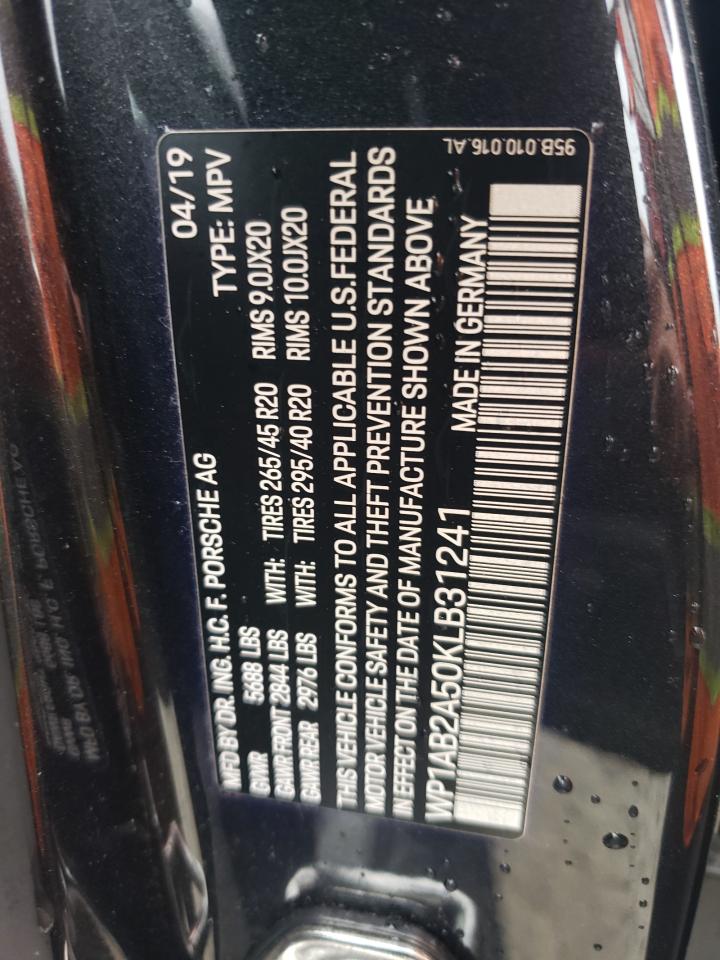 MFD BY DR. ING. H.C. F. PORSCHE AG 04/19
GVWR 5688 LBS TYPE: MPV
GAWR FRONT 2844 LBS WITH: TIRES 265/45 R20 RIMS 9.0JX20
GAWR REAR 2976 LBS WITH: TIRES 295/40 R20 RIMS 10.0JX20
THIS VEHICLE CONFORMS TO ALL APPLICABLE U.S. FEDERAL
MOTOR VEHICLE SAFETY AND THEFT PREVENTION STANDARDS
IN EFFECT ON THE DATE OF MANUFACTURE SHOWN ABOVE
WP1AB2A50KLB31241 MADE IN GERMANY
95B.010.016.AL